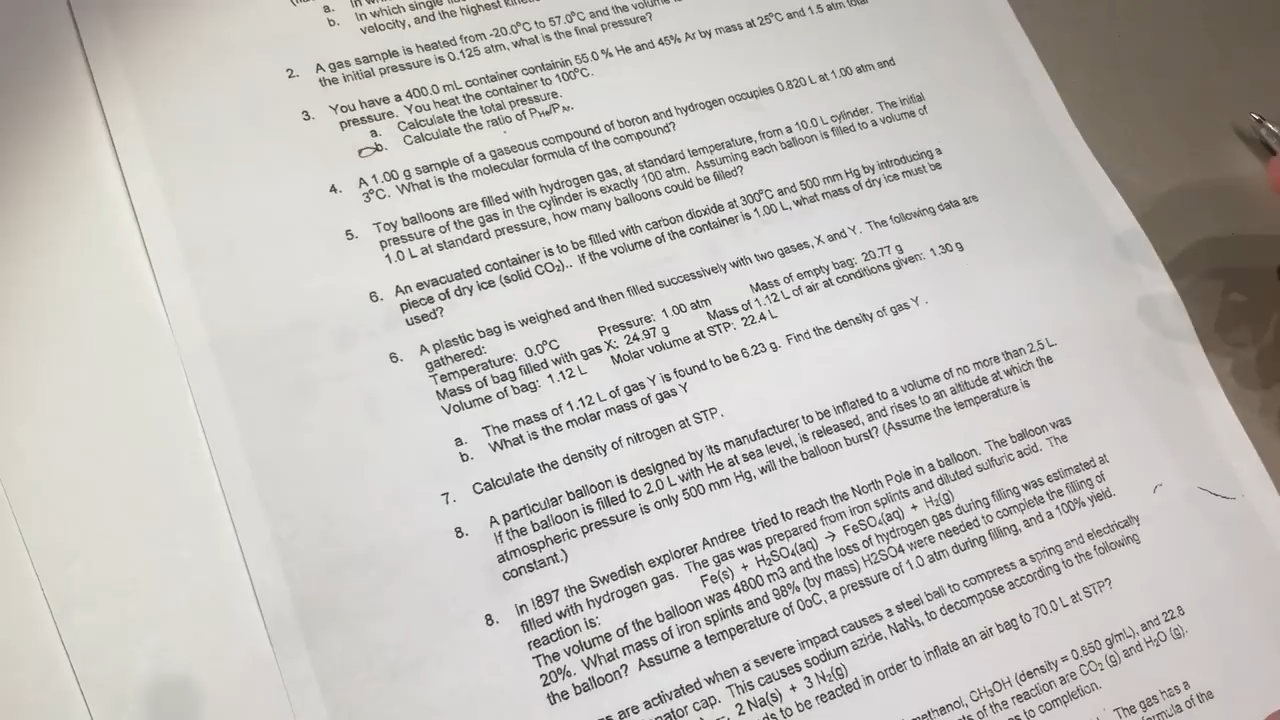 a.
b. In which single
velocity, and the highest
2. A gas sample is heated from -20.0°C to 57.0°C and the volume
the initial pressure is 0.125 atm, what is the final pressure?
3. You have a 400.0 mL container containin 55.0 % He and 45% Ar by mass at 25°C and 1.5 atm total
pressure. You heat the container to 100°C.
a. Calculate the total pressure.
b. Calculate the ratio of PHe/PAr.
4. A 1.00 g sample of a gaseous compound of boron and hydrogen occupies 0.820 L at 1.00 atm and
3°C. What is the molecular formula of the compound?
5. Toy balloons are filled with hydrogen gas, at standard temperature, from a 10.0 L cylinder. The initial
pressure of the gas in the cylinder is exactly 100 atm. Assuming each balloon is filled to a volume of
1.0 L at standard pressure, how many balloons could be filled?
6. An evacuated container is to be filled with carbon dioxide at 300°C and 500 mm Hg by introducing a
piece of dry ice (solid CO₂).. If the volume of the container is 1.00 L, what mass of dry ice must be
used?
6. A plastic bag is weighed and then filled successively with two gases, X and Y. The following data are
gathered:
Temperature: 0.0°C Pressure: 1.00 atm Mass of empty bag: 20.77 g
Mass of bag filled with gas X: 24.97 g Mass of 1.12 L of air at conditions given: 1.30 g
Volume of bag: 1.12 L Molar volume at STP: 22.4 L
a. The mass of 1.12 L of gas Y is found to be 6.23 g. Find the density of gas Y .
b. What is the molar mass of gas Y
7. Calculate the density of nitrogen at STP.
8. A particular balloon is designed by its manufacturer to be inflated to a volume of no more than 2.5 L.
If the balloon is filled to 2.0 L with He at sea level, is released, and rises to an altitude at which the
atmospheric pressure is only 500 mm Hg, will the balloon burst? (Assume the temperature is
constant.)
8. In 1897 the Swedish explorer Andree tried to reach the North Pole in a balloon. The balloon was
filled with hydrogen gas. The gas was prepared from iron splints and diluted sulfuric acid. The
reaction is:
Fe(s) + H₂SO₄(aq) → FeSO₄(aq) + H₂(g)
The volume of the balloon was 4800 m3 and the loss of hydrogen gas during filling was estimated at
20%. What mass of iron splints and 98% (by mass) H2SO4 were needed to complete the filling of
the balloon? Assume a temperature of 0oC, a pressure of 1.0 atm during filling, and a 100% yield.
are activated when a severe impact causes a steel ball to compress a spring and electrically
cap. This causes sodium azide, NaN₃, to decompose according to the following
2 Na(s) + 3 N₂(g)
to be reacted in order to inflate an air bag to 70.0 L at STP?
methanol, CH₃OH (density = 0.850 g/mL), and 22.8
of the reaction are CO₂ (g) and H₂O (g).
to completion.
The gas has a
formula of the